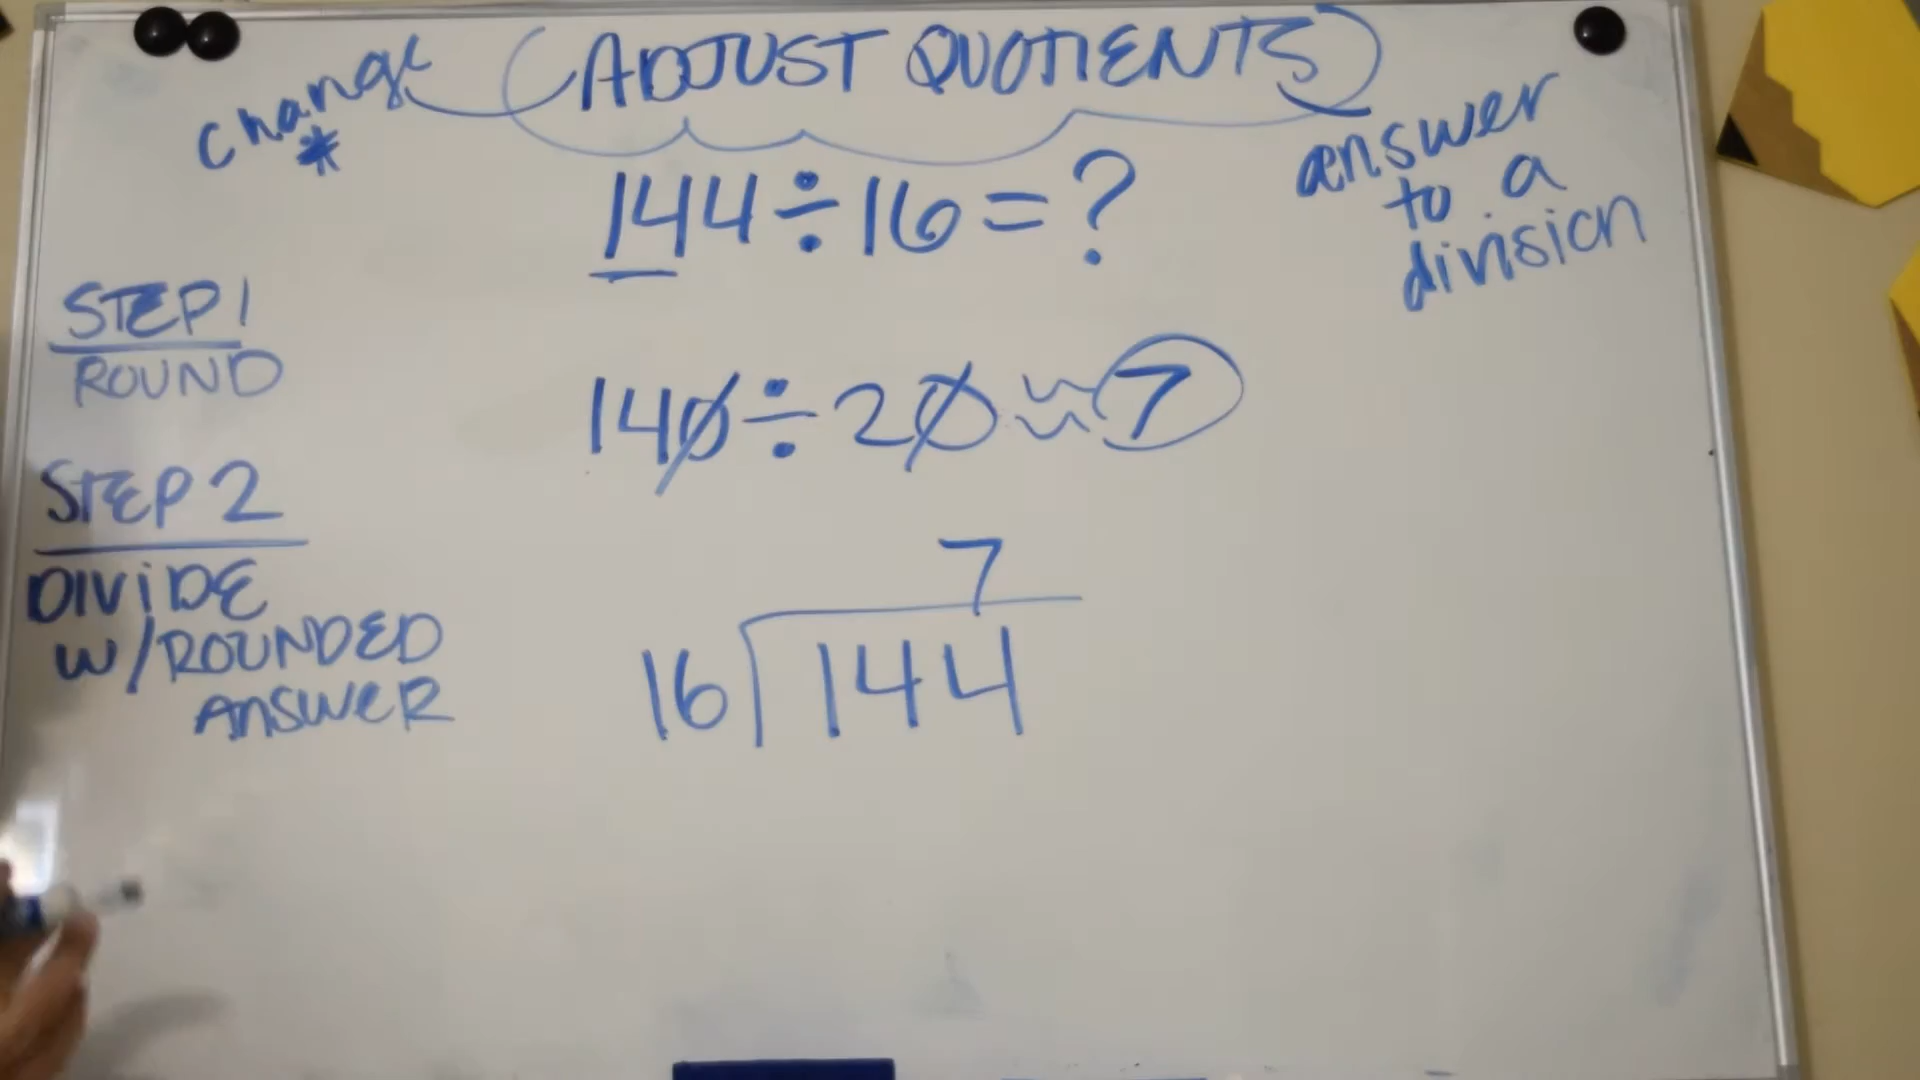 change
*
ADJUST QUOTIENTS
answer
to a
division
144÷16=?
STEP 1
ROUND
140÷20≈7
STEP 2
DIVIDE
W/ROUNDED
ANSWER
7
16 144